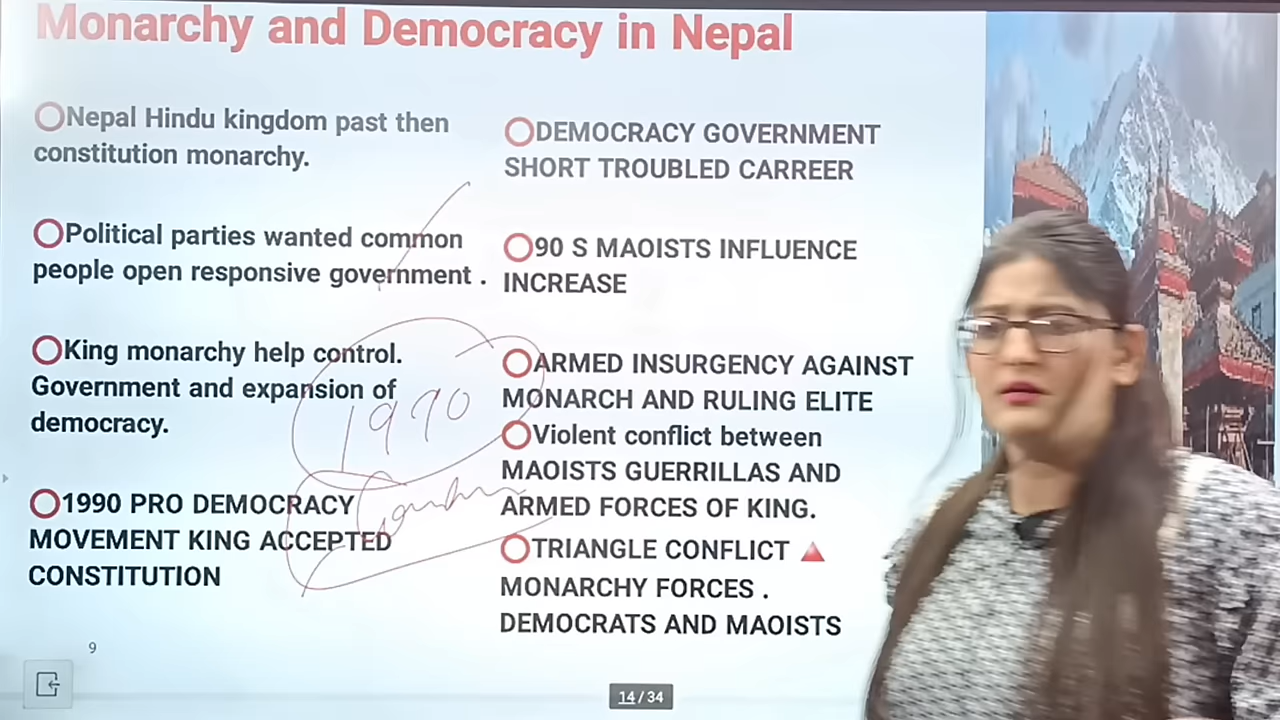 Monarchy and Democracy in Nepal
Nepal Hindu kingdom past then
constitution monarchy.
Political parties wanted common
people open responsive government .
King monarchy help control.
Government and expansion of
democracy.
1990 PRO DEMOCRACY
MOVEMENT KING ACCEPTED
CONSTITUTION
1990
DEMOCRACY GOVERNMENT
SHORT TROUBLED CARREER
90 S MAOISTS INFLUENCE
INCREASE
ARMED INSURGENCY AGAINST
MONARCH AND RULING ELITE
Violent conflict between
MAOISTS GUERRILLAS AND
ARMED FORCES OF KING.
TRIANGLE CONFLICT
MONARCHY FORCES .
DEMOCRATS AND MAOISTS
9
14 / 34